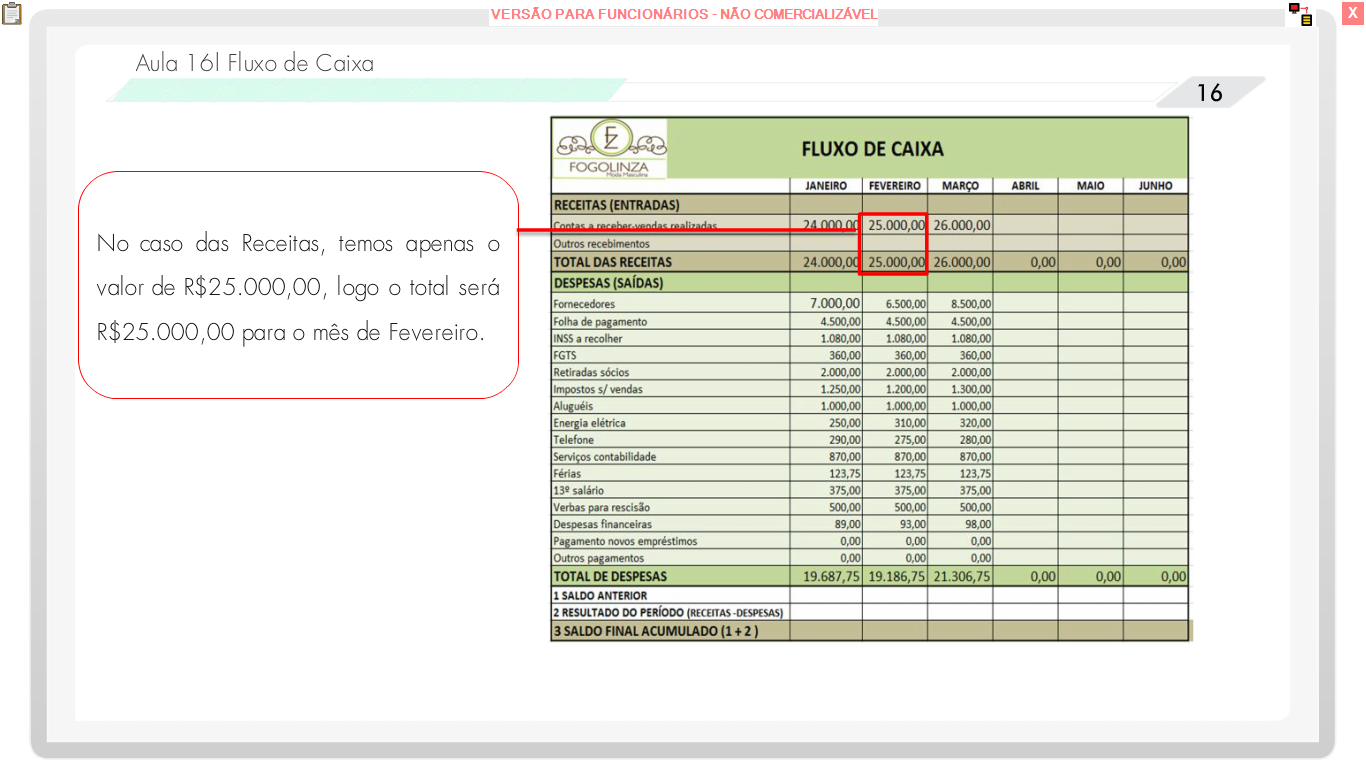 VERSÃO PARA FUNCIONÁRIOS - NÃO COMERCIALIZÁVEL
X
Aula 16l Fluxo de Caixa
16
No caso das Receitas, temos apenas o
valor de R$25.000,00, logo o total será
R$25.000,00 para o mês de Fevereiro.
FZ
FOGOLINZA
Moda Masculina
FLUXO DE CAIXA
JANEIRO FEVEREIRO MARÇO ABRIL MAIO JUNHO
RECEITAS (ENTRADAS)
Contas a receber-vendas realizadas 24.000,00 25.000,00 26.000,00
Outros recebimentos
TOTAL DAS RECEITAS 24.000,00 25.000,00 26.000,00 0,00 0,00 0,00
DESPESAS (SAÍDAS)
Fornecedores 7.000,00 6.500,00 8.500,00
Folha de pagamento 4.500,00 4.500,00 4.500,00
INSS a recolher 1.080,00 1.080,00 1.080,00
FGTS 360,00 360,00 360,00
Retiradas sócios 2.000,00 2.000,00 2.000,00
Impostos s/ vendas 1.250,00 1.200,00 1.300,00
Aluguéis 1.000,00 1.000,00 1.000,00
Energia elétrica 250,00 310,00 320,00
Telefone 290,00 275,00 280,00
Serviços contabilidade 870,00 870,00 870,00
Férias 123,75 123,75 123,75
13º salário 375,00 375,00 375,00
Verbas para rescisão 500,00 500,00 500,00
Despesas financeiras 89,00 93,00 98,00
Pagamento novos empréstimos 0,00 0,00 0,00
Outros pagamentos 0,00 0,00 0,00
TOTAL DE DESPESAS 19.687,75 19.186,75 21.306,75 0,00 0,00 0,00
1 SALDO ANTERIOR
2 RESULTADO DO PERÍODO (RECEITAS -DESPESAS)
3 SALDO FINAL ACUMULADO (1 + 2 )